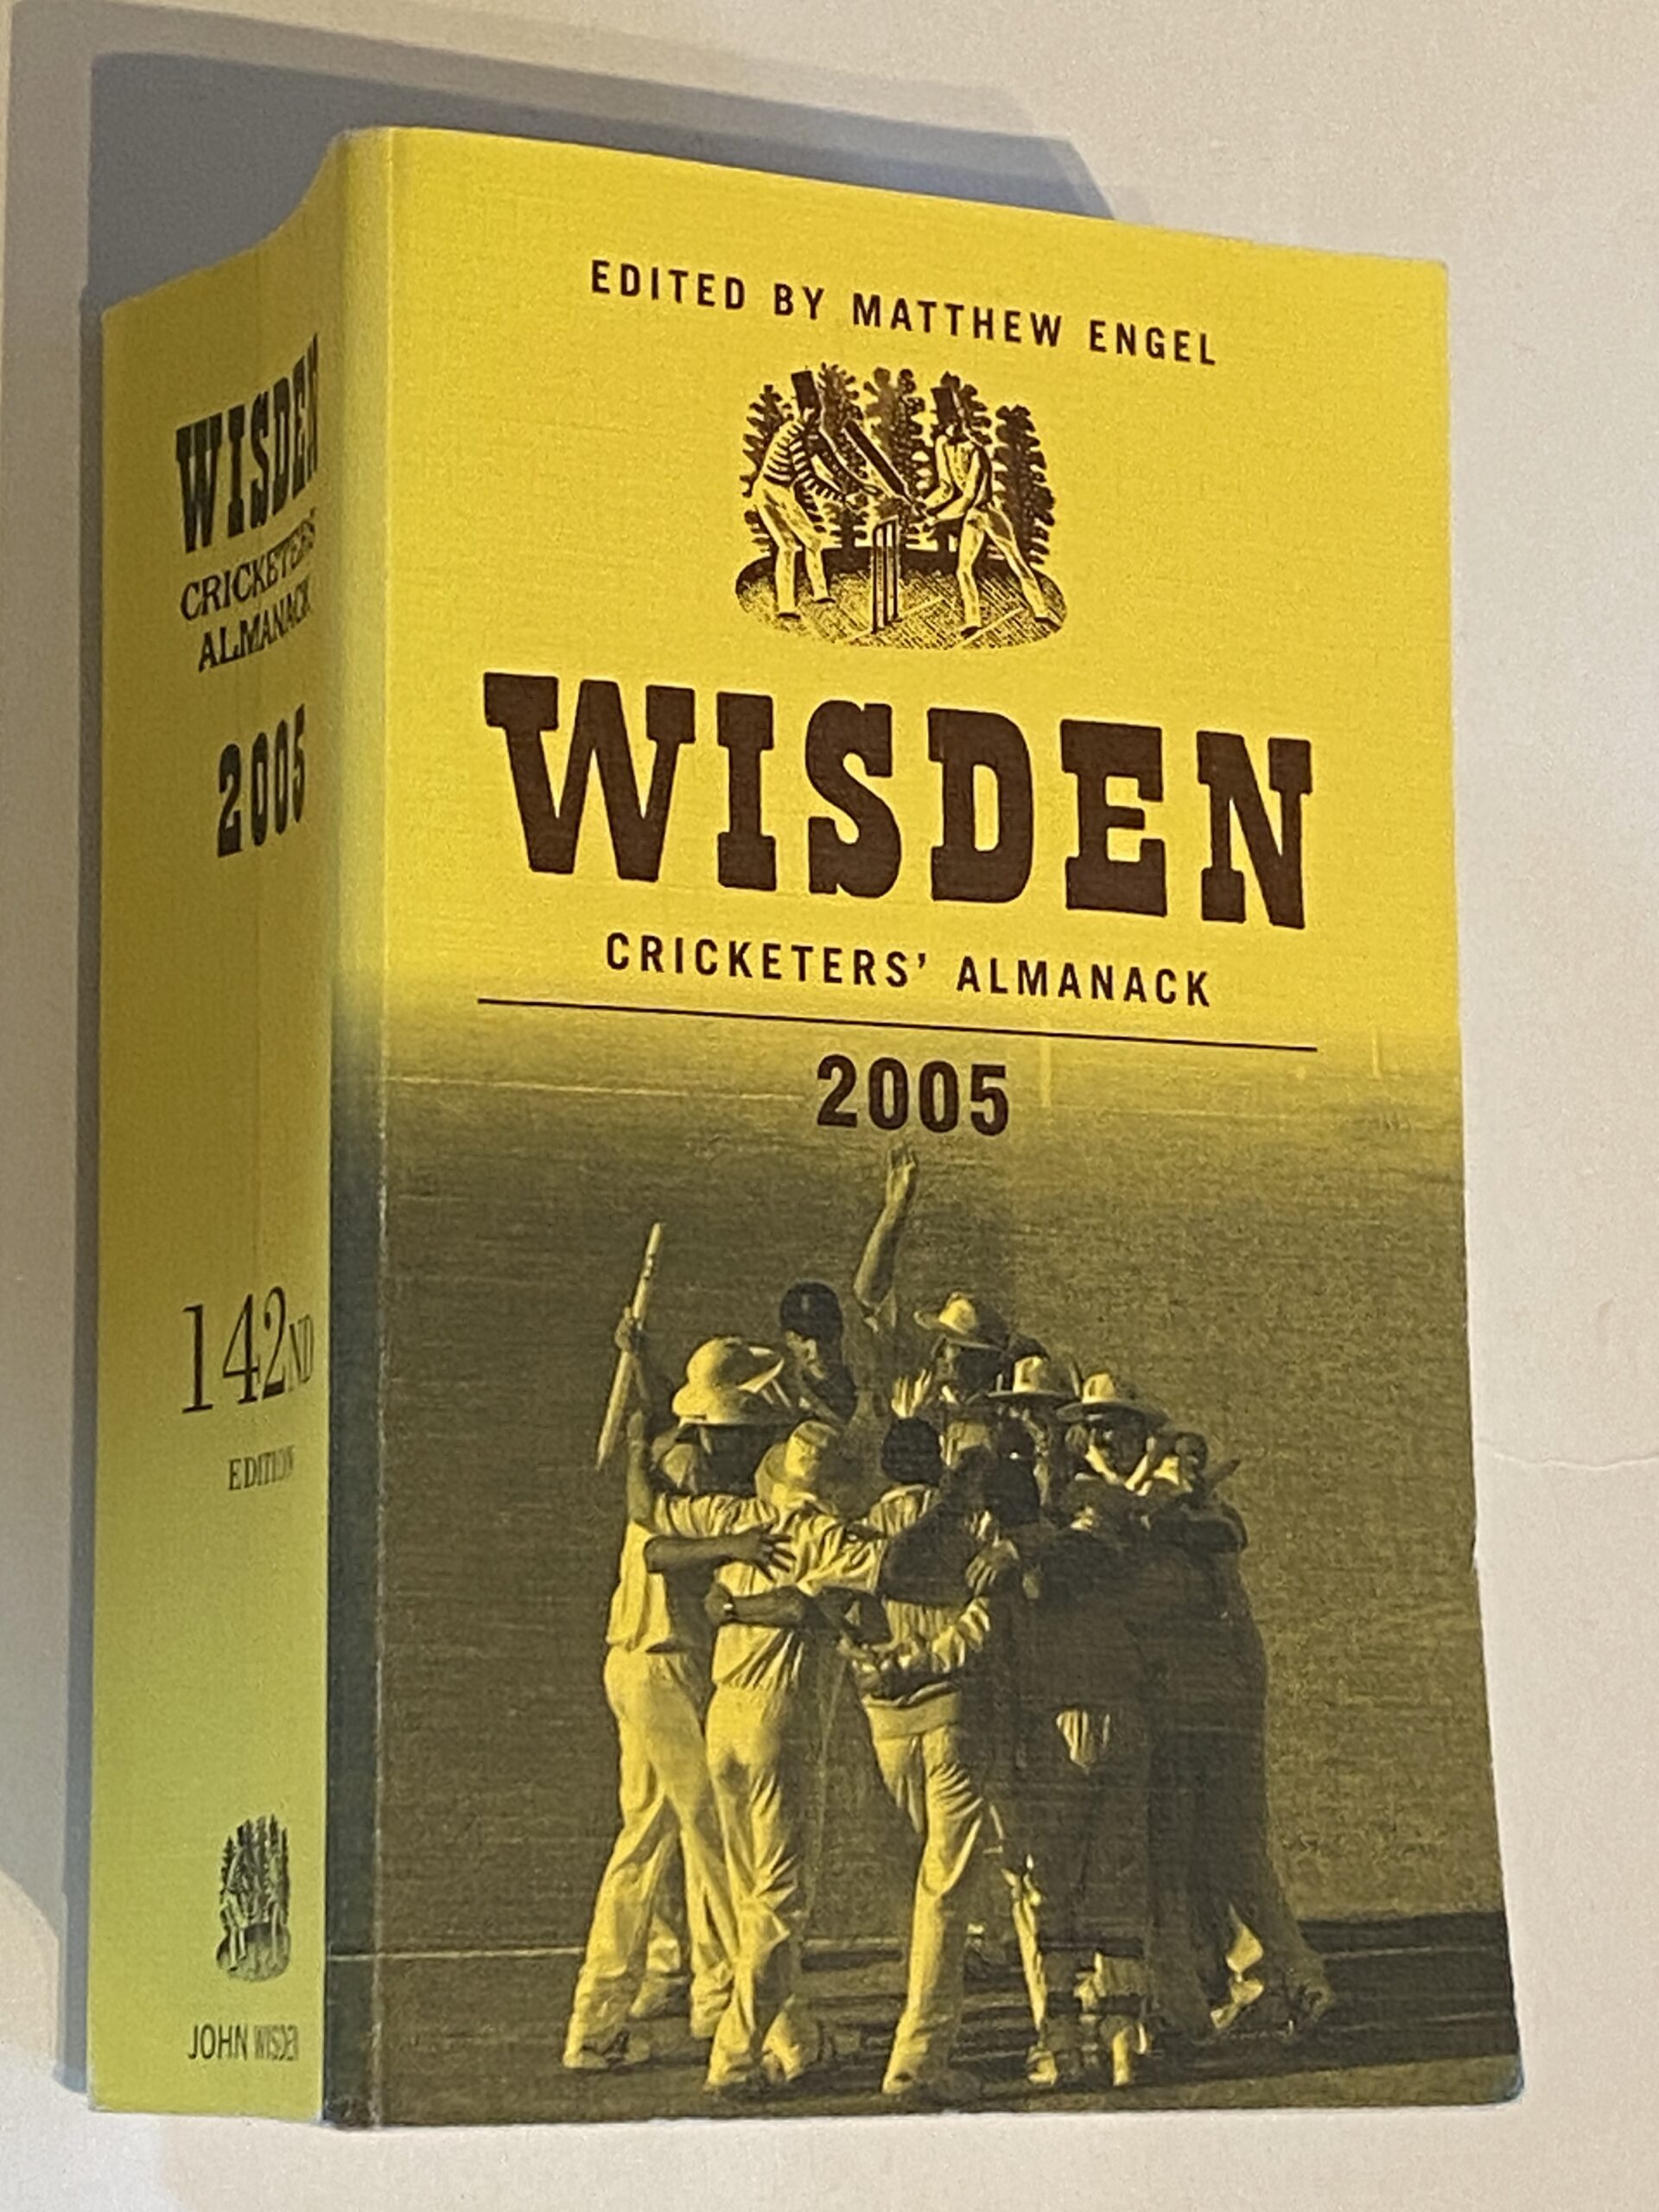 WISDEN
CRICKETERS'
ALMANACK
2005
142ND
EDITION
JOHN WISDEN
EDITED BY MATTHEW ENGEL
WISDEN
CRICKETERS' ALMANACK
2005